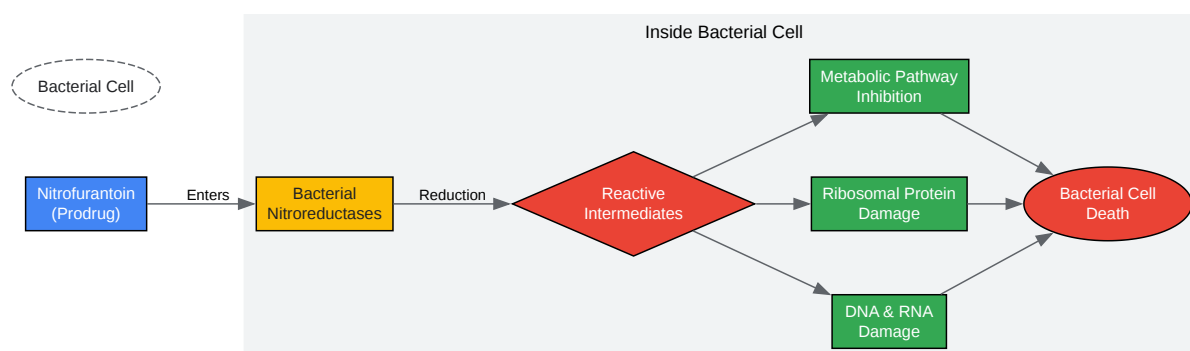 Inside Bacterial Cell
Bacterial Cell
Nitrofurantoin
(Prodrug)
Enters
Bacterial
Nitroreductases
Reduction
Reactive
Intermediates
Metabolic Pathway
Inhibition
Ribosomal Protein
Damage
DNA & RNA
Damage
Bacterial Cell
Death